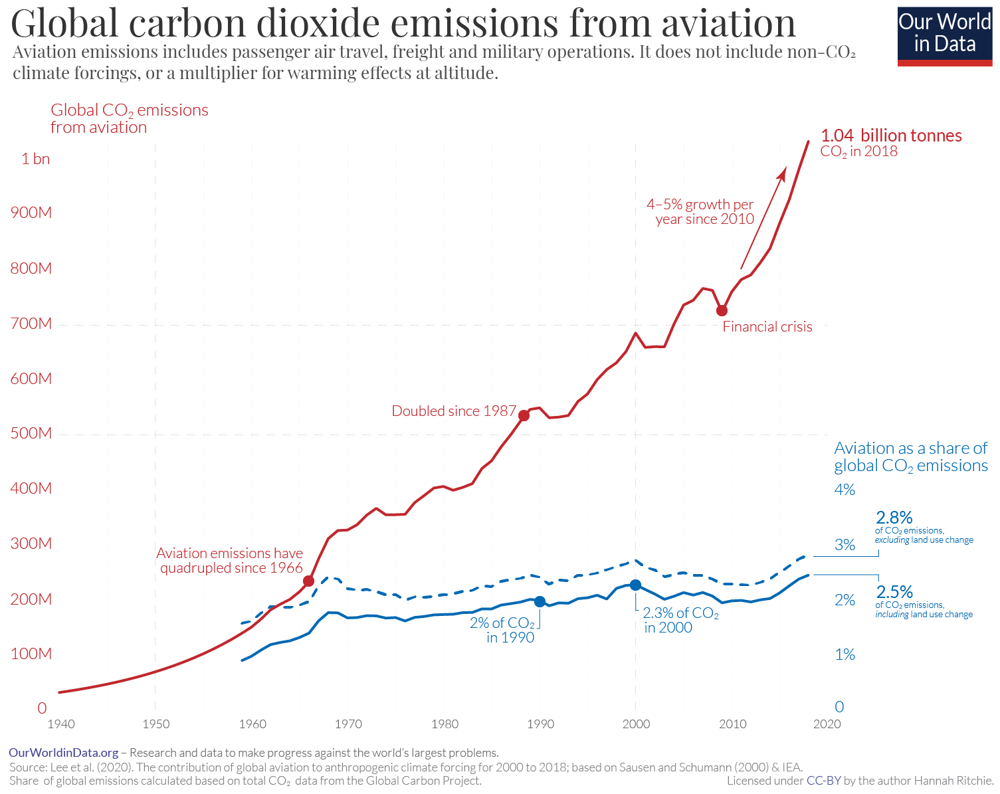 Global carbon dioxide emissions from aviation
Our World
in Data
Aviation emissions includes passenger air travel, freight and military operations. It does not include non-CO₂
climate forcings, or a multiplier for warming effects at altitude.
Global CO₂ emissions
from aviation
1 bn
900M
800M
700M
600M
500M
400M
300M
200M
100M
0
1.04 billion tonnes
CO₂ in 2018
4–5% growth per
year since 2010
Financial crisis
Doubled since 1987
Aviation emissions have
quadrupled since 1966
Aviation as a share of
global CO₂ emissions
4%
3%
2%
1%
0
2.8%
of CO₂ emissions,
excluding land use change
2.5%
of CO₂ emissions,
including land use change
2% of CO₂
in 1990
2.3% of CO₂
in 2000
1940
1950
1960
1970
1980
1990
2000
2010
2020
OurWorldinData.org – Research and data to make progress against the world's largest problems.
Source: Lee et al. (2020). The contribution of global aviation to anthropogenic climate forcing for 2000 to 2018; based on Sausen and Schumann (2000) & IEA.
Share of global emissions calculated based on total CO₂ data from the Global Carbon Project.
Licensed under CC-BY by the author Hannah Ritchie.